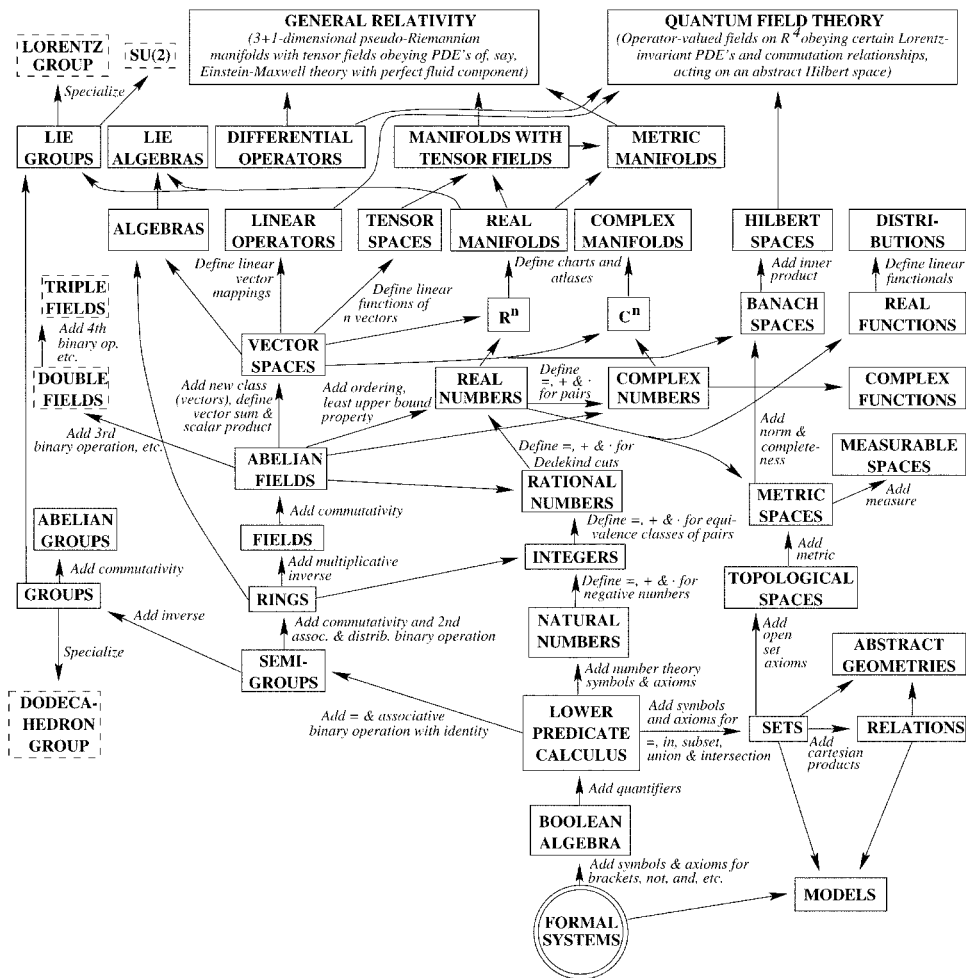 GENERAL RELATIVITY
(3+1-dimensional pseudo-Riemannian
manifolds with tensor fields obeying PDE's of, say,
Einstein-Maxwell theory with perfect fluid component)
QUANTUM FIELD THEORY
(Operator-valued fields on R⁴ obeying certain Lorentz-
invariant PDE's and commutation relationships,
acting on an abstract Hilbert space)
LORENTZ
GROUP
SU(2)
Specialize
LIE
GROUPS
LIE
ALGEBRAS
DIFFERENTIAL
OPERATORS
MANIFOLDS WITH
TENSOR FIELDS
METRIC
MANIFOLDS
ALGEBRAS
LINEAR
OPERATORS
TENSOR
SPACES
REAL
MANIFOLDS
COMPLEX
MANIFOLDS
HILBERT
SPACES
DISTRI-
BUTIONS
Define linear
vector
mappings
Define linear
functions of
n vectors
Define charts and
atlases
Add inner
product
Define linear
functionals
TRIPLE
FIELDS
Rⁿ
Cⁿ
BANACH
SPACES
REAL
FUNCTIONS
Add 4th
binary op.
etc.
VECTOR
SPACES
DOUBLE
FIELDS
Add new class
(vectors), define
vector sum &
scalar product
Add ordering,
least upper bound
property
REAL
NUMBERS
Define
=, + & ·
for pairs
COMPLEX
NUMBERS
COMPLEX
FUNCTIONS
Add 3rd
binary operation, etc.
Add
norm &
complete-
ness
MEASURABLE
SPACES
ABELIAN
FIELDS
Define =, + & · for
Dedekind cuts
RATIONAL
NUMBERS
METRIC
SPACES
Add
measure
ABELIAN
GROUPS
Add commutativity
FIELDS
Define =, + & · for equi-
valence classes of pairs
INTEGERS
Add
metric
Add commutativity
Add multiplicative
inverse
GROUPS
RINGS
Define =, + & · for
negative numbers
TOPOLOGICAL
SPACES
Add inverse
Add commutativity and 2nd
assoc. & distrib. binary operation
NATURAL
NUMBERS
Add
open
set
axioms
Specialize
SEMI-
GROUPS
Add number theory
symbols & axioms
ABSTRACT
GEOMETRIES
DODECA-
HEDRON
GROUP
Add = & associative
binary operation with identity
LOWER
PREDICATE
CALCULUS
Add symbols
and axioms for
=, in, subset,
union & intersection
SETS
Add
cartesian
products
RELATIONS
Add quantifiers
BOOLEAN
ALGEBRA
Add symbols & axioms for
brackets, not, and, etc.
MODELS
FORMAL
SYSTEMS